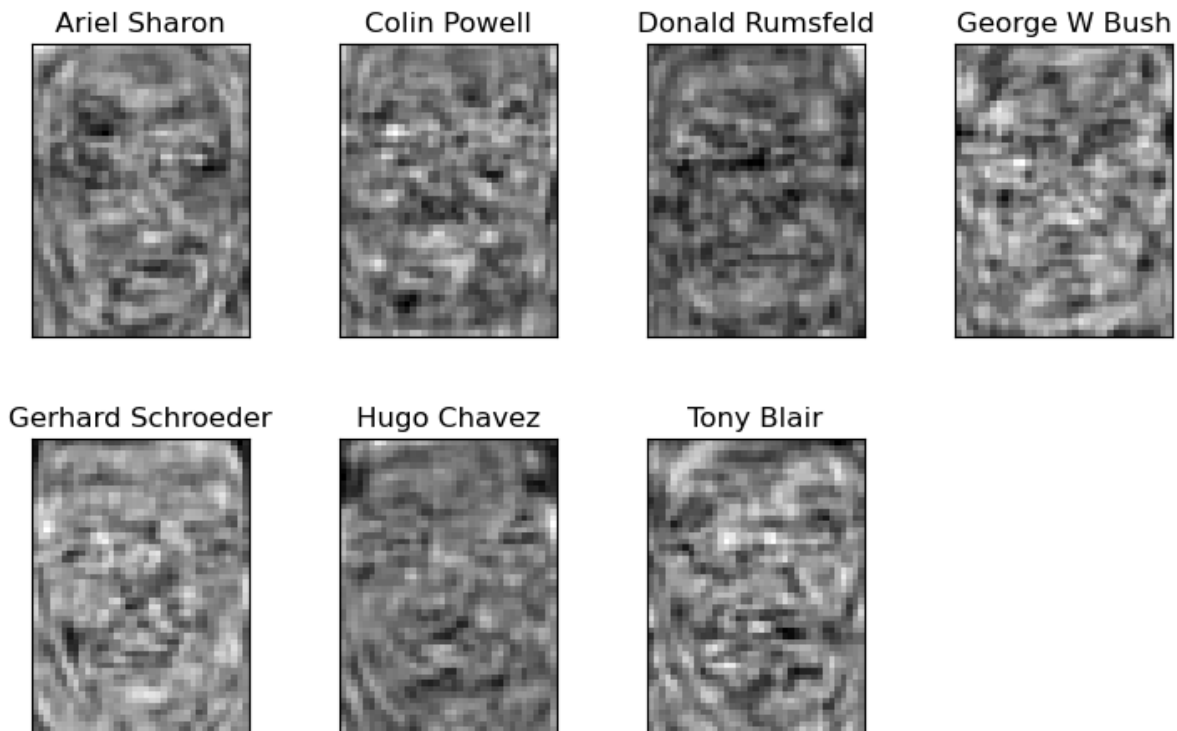 Ariel Sharon
Colin Powell
Donald Rumsfeld
George W Bush
Gerhard Schroeder
Hugo Chavez
Tony Blair